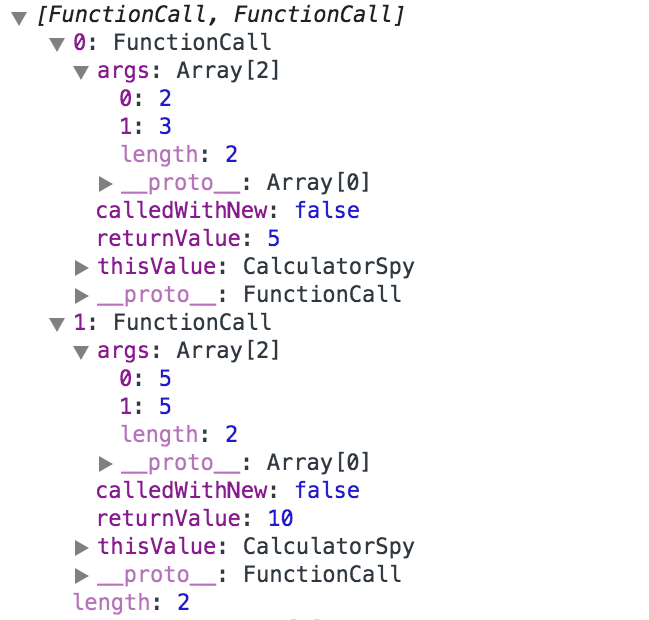 [FunctionCall, FunctionCall]
0: FunctionCall
args: Array[2]
0: 2
1: 3
length: 2
__proto__: Array[0]
calledWithNew: false
returnValue: 5
thisValue: CalculatorSpy
__proto__: FunctionCall
1: FunctionCall
args: Array[2]
0: 5
1: 5
length: 2
__proto__: Array[0]
calledWithNew: false
returnValue: 10
thisValue: CalculatorSpy
__proto__: FunctionCall
length: 2